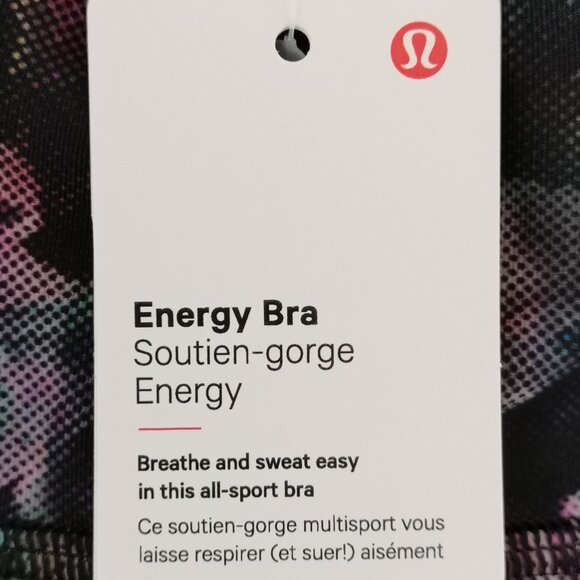 Energy Bra
Soutien-gorge
Energy
Breathe and sweat easy
in this all-sport bra
Ce soutien-gorge multisport vous
laisse respirer (et suer!) aisément